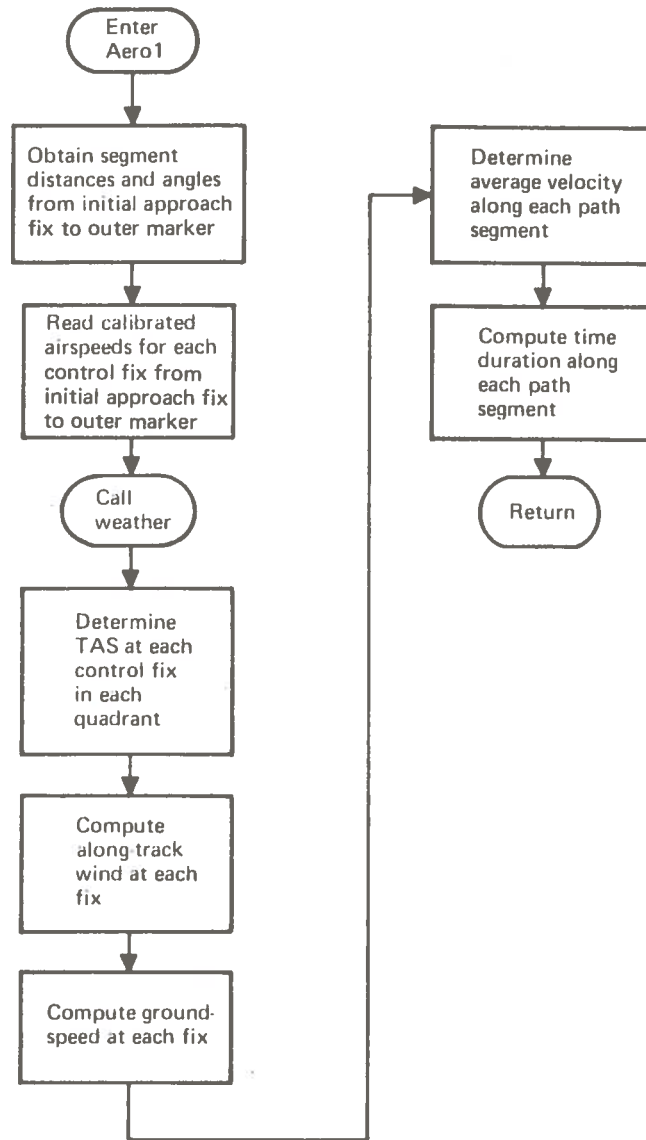 Enter
Aero1
Obtain segment
distances and angles
from initial approach
fix to outer marker
Read calibrated
airspeeds for each
control fix from
initial approach fix
to outer marker
Call
weather
Determine
TAS at each
control fix
in each
quadrant
Compute
along-track
wind at each
fix
Compute ground-
speed at each fix
Determine
average velocity
along each path
segment
Compute time
duration along
each path
segment
Return